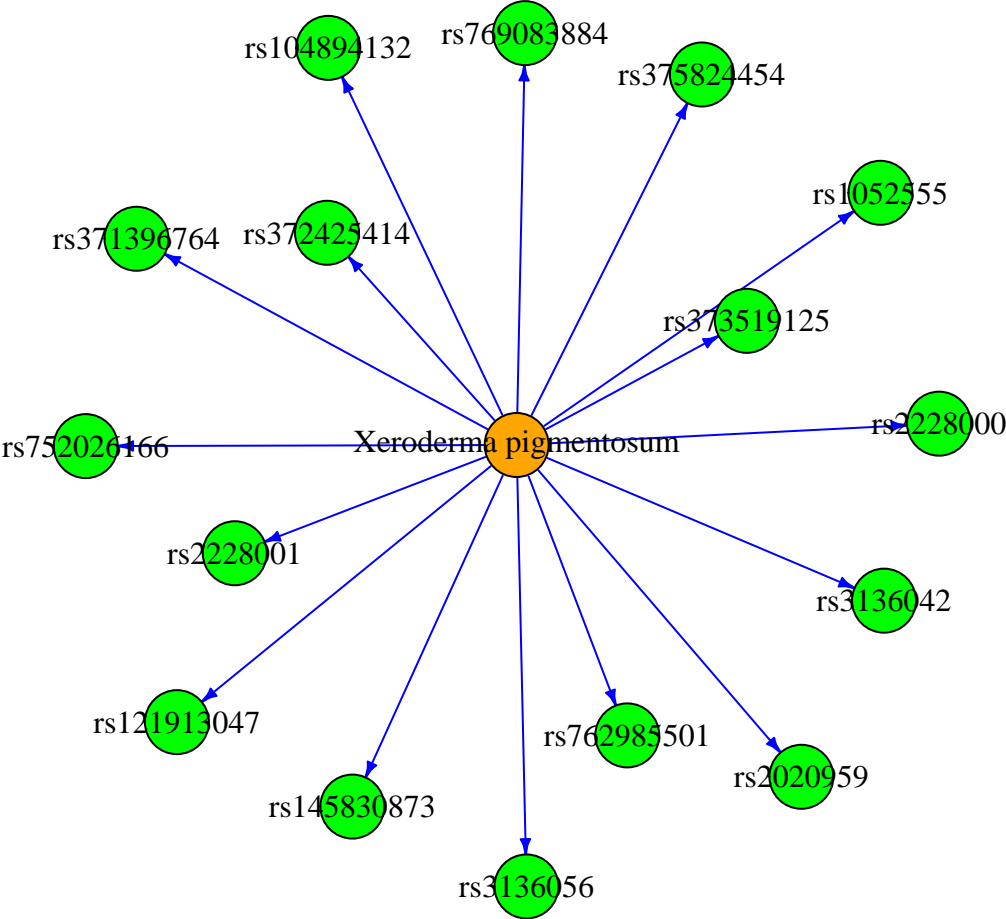 rs769083884
rs104894132
rs375824454
rs1052555
rs371396764
rs372425414
rs373519125
rs2228000
Xeroderma pigmentosum
rs752026166
rs2228001
rs3136042
rs121913047
rs762985501
rs2020959
rs145830873
rs3136056